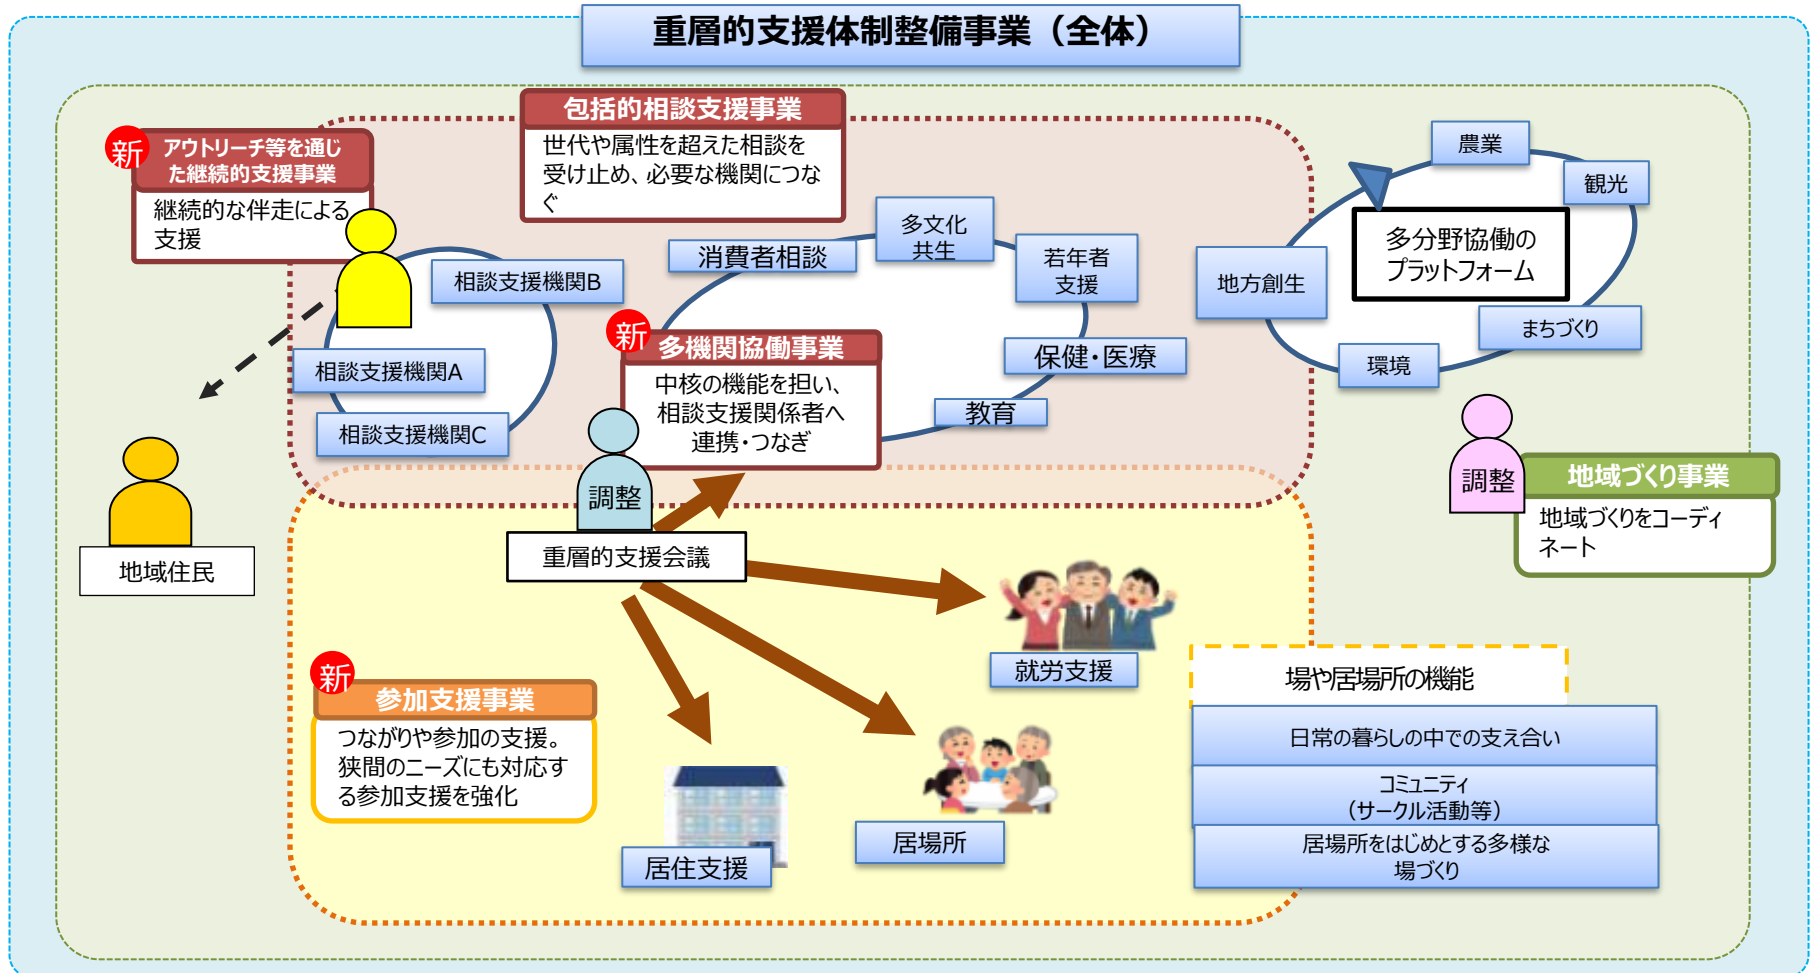 重層的支援体制整備事業（全体）
包括的相談支援事業
世代や属性を超えた相談を
受け止め、必要な機関につな
ぐ
新
アウトリーチ等を通じ
た継続的支援事業
継続的な伴走による
支援
相談支援機関B
相談支援機関A
相談支援機関C
消費者相談
多文化
共生
若年者
支援
保健・医療
教育
新
多機関協働事業
中核の機能を担い、
相談支援関係者へ
連携・つなぎ
農業
観光
地方創生
多分野協働の
プラットフォーム
まちづくり
環境
調整
地域づくり事業
地域づくりをコーディ
ネート
調整
重層的支援会議
地域住民
新
参加支援事業
つながりや参加の支援。
狭間のニーズにも対応す
る参加支援を強化
就労支援
居場所
居住支援
場や居場所の機能
日常の暮らしの中での支え合い
コミュニティ
（サークル活動等）
居場所をはじめとする多様な
場づくり